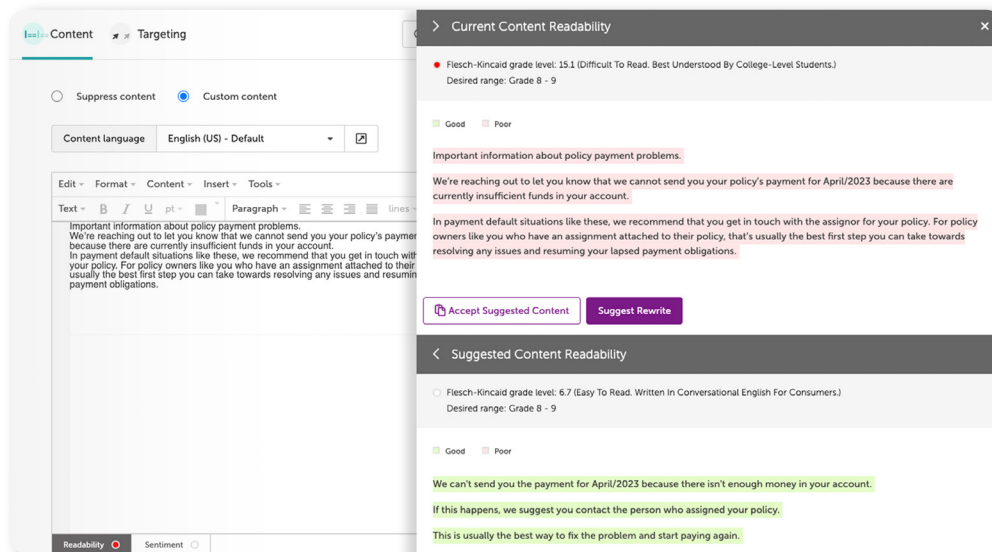 Content
Targeting
Suppress content
Custom content
Content language
English (US) - Default
Edit
Format
Content
Insert
Tools
Text
B
I
U
pt
Paragraph
lines
Important information about policy payment problems.
We're reaching out to let you know that we cannot send you your policy's
because there are currently insufficient funds in your account.
In payment default situations like these, we recommend that you get in touch with
your policy. For policy owners like you who have an assignment attached to their
usually the best first step you can take towards resolving any issues and
payment obligations.
Readability
Sentiment
Current Content Readability
Flesch-Kincaid grade level: 15.1 (Difficult To Read. Best Understood By College-Level Students.)
Desired range: Grade 8 - 9
Good
Poor
Important information about policy payment problems.
We're reaching out to let you know that we cannot send you your policy's payment for April/2023 because there are
currently insufficient funds in your account.
In payment default situations like these, we recommend that you get in touch with the assignor for your policy. For policy
owners like you who have an assignment attached to their policy, that's usually the best first step you can take towards
resolving any issues and resuming your lapsed payment obligations.
Accept Suggested Content
Suggest Rewrite
Suggested Content Readability
Flesch-Kincaid grade level: 6.7 (Easy To Read. Written In Conversational English For Consumers.)
Desired range: Grade 8 - 9
Good
Poor
We can't send you the payment for April/2023 because there isn't enough money in your account.
If this happens, we suggest you contact the person who assigned your policy.
This is usually the best way to fix the problem and start paying again.